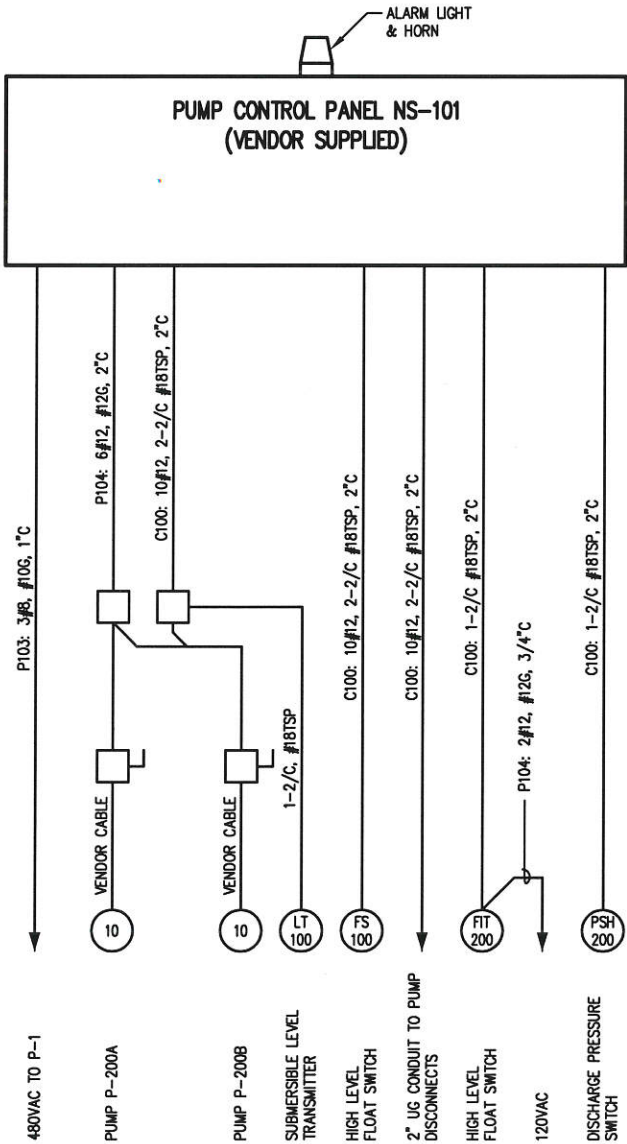 ALARM LIGHT
& HORN
PUMP CONTROL PANEL NS-101
(VENDOR SUPPLIED)
P103: 3#8, #10G, 1"C
P104: 6#12, #12G, 2"C
C100: 10#12, 2-2/C #18TSP, 2"C
C100: 10#12, 2-2/C #18TSP, 2"C
C100: 10#12, 2-2/C #18TSP, 2"C
C100: 1-2/C #18TSP, 2"C
P104: 2#12, #12G, 3/4"C
C100: 1-2/C #18TSP, 2"C
VENDOR CABLE
VENDOR CABLE
1-2/C, #18TSP
10
10
LT
100
FS
100
FIT
200
PSH
200
480VAC TO P-1
PUMP P-200A
PUMP P-200B
SUBMERSIBLE LEVEL
TRANSMITTER
HIGH LEVEL
FLOAT SWITCH
2" UG CONDUIT TO PUMP
DISCONNECTS
HIGH LEVEL
FLOAT SWITCH
120VAC
DISCHARGE PRESSURE
SWITCH